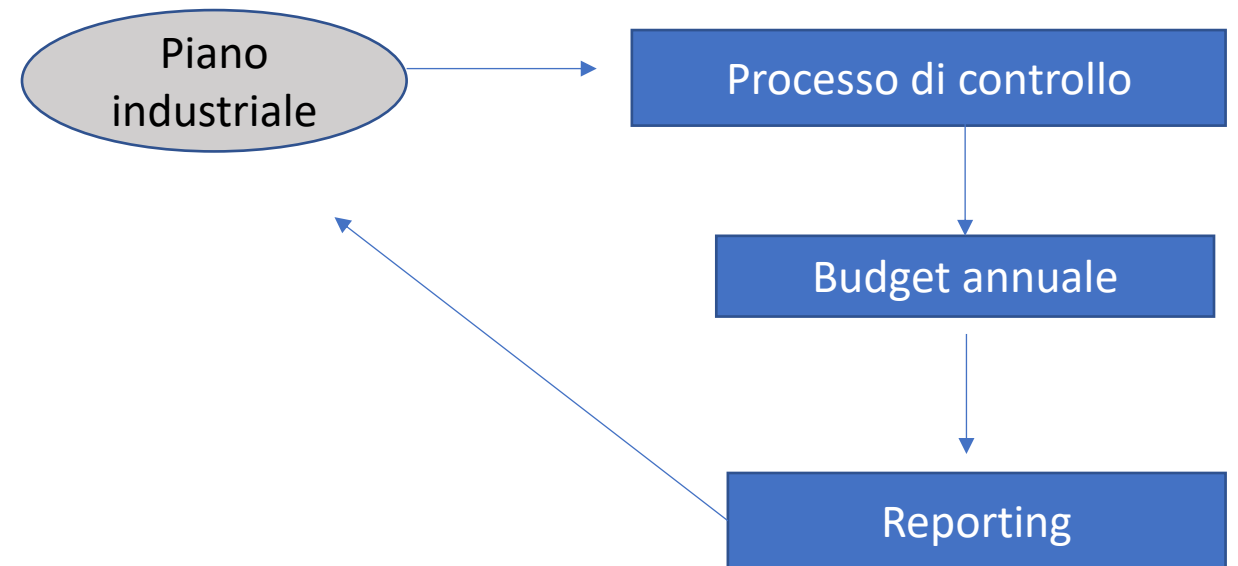 Piano
industriale
Processo di controllo
Budget annuale
Reporting